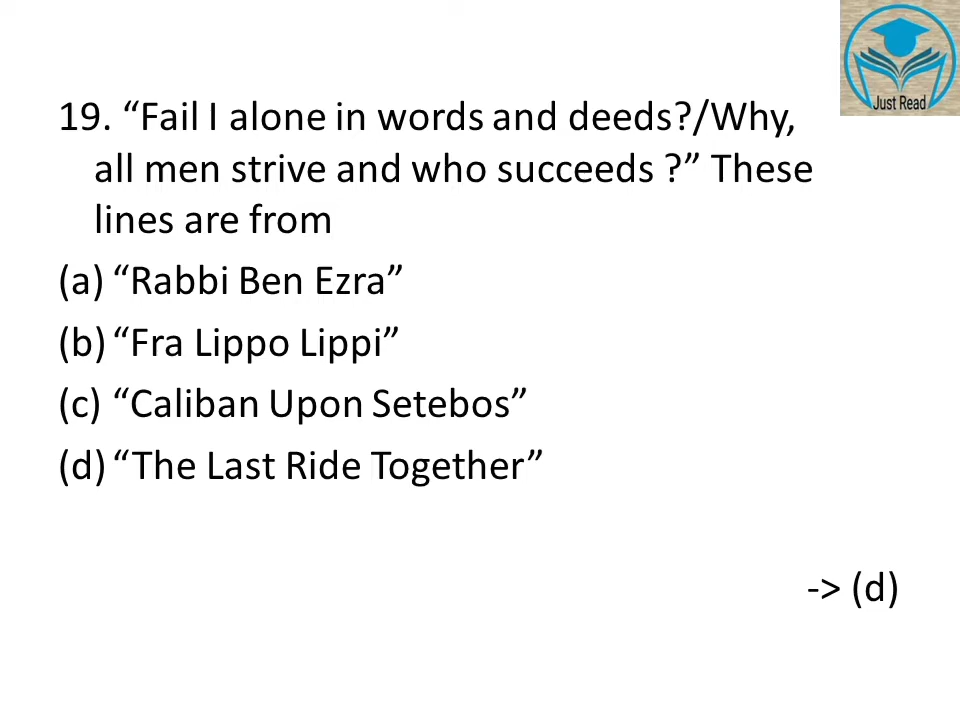 Just Read
19. “Fail I alone in words and deeds?/Why,
all men strive and who succeeds ?” These
lines are from
(a) “Rabbi Ben Ezra”
(b) “Fra Lippo Lippi”
(c) “Caliban Upon Setebos”
(d) “The Last Ride Together”
-> (d)